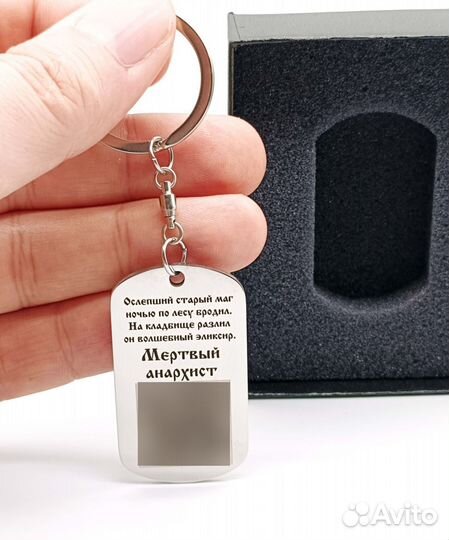 Ослепший старый маг
ночью по лесу бродил.
На кладбище разлил
он волшебный эликсир.
Мертвый
анархист
Avito